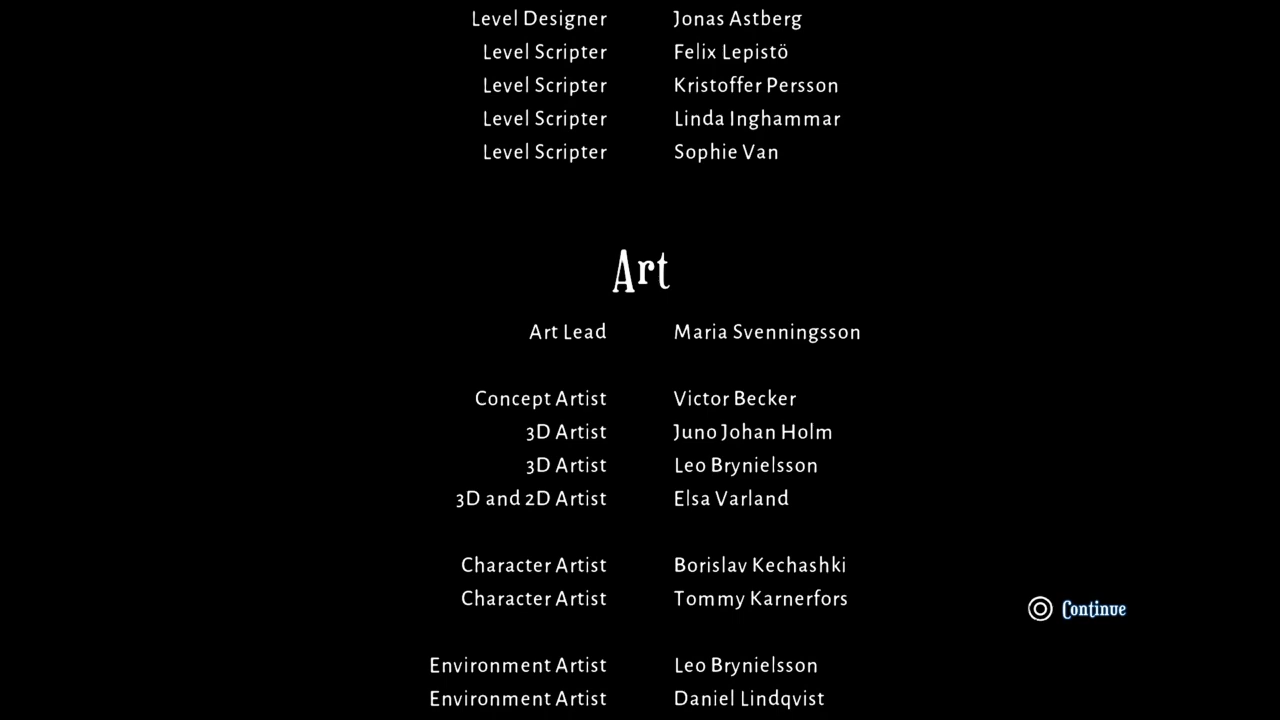 Level Designer Jonas Astberg
Level Scripter Felix Lepistö
Level Scripter Kristoffer Persson
Level Scripter Linda Inghammar
Level Scripter Sophie Van
Art
Art Lead Maria Svenningsson
Concept Artist Victor Becker
3D Artist Juno Johan Holm
3D Artist Leo Brynielsson
3D and 2D Artist Elsa Varland
Character Artist Borislav Kechashki
Character Artist Tommy Karnerfors
Continue
Environment Artist Leo Brynielsson
Environment Artist Daniel Lindqvist